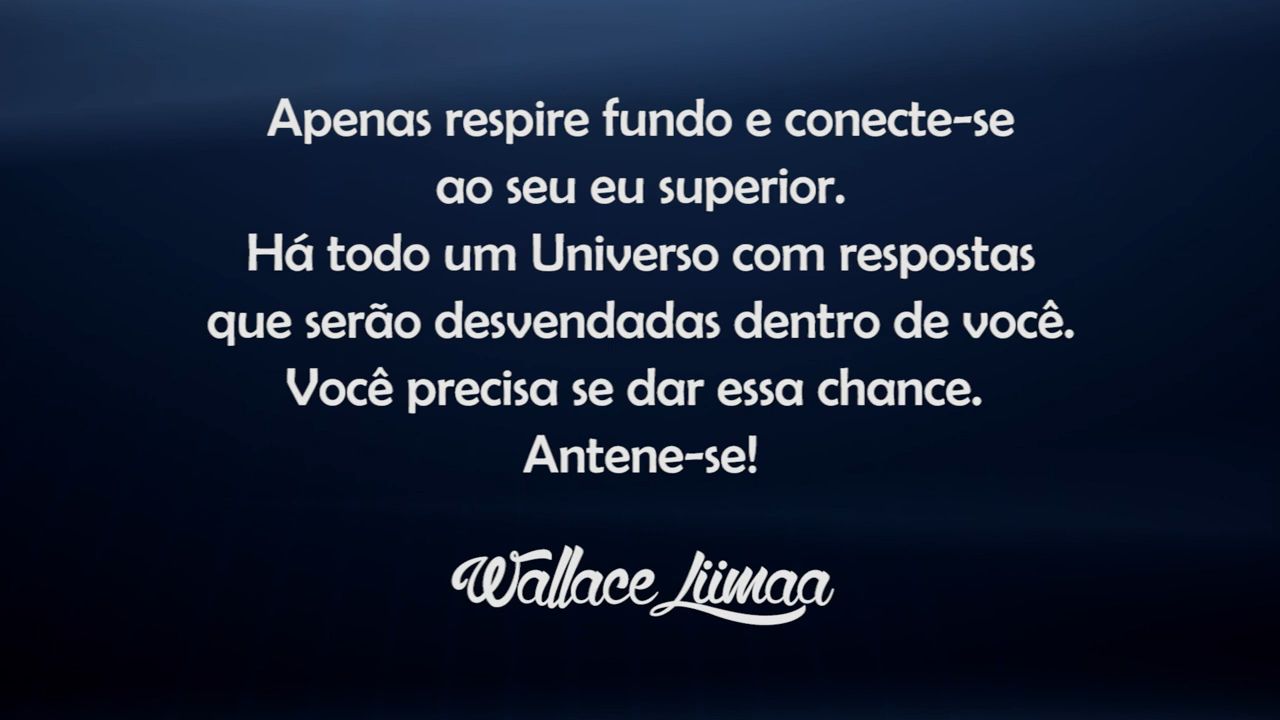 Apenas respire fundo e conecte-se
ao seu eu superior.
Há todo um Universo com respostas
que serão desvendadas dentro de você.
Você precisa se dar essa chance.
Antene-se!
Wallace Liimaa